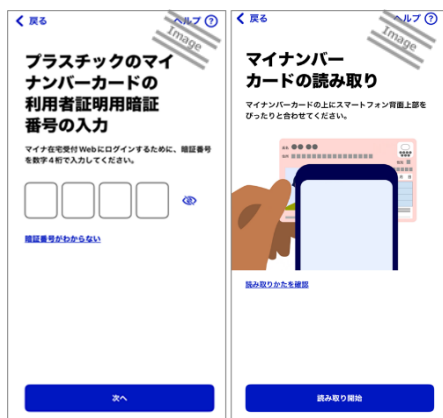 戻る
ヘルプ
Image
プラスチックのマイ
ナンバーカードの
利用者証明用暗証
番号の入力
マイナ在宅受付Webにログインするために、暗証番号
を数字4桁で入力してください。
暗証番号がわからない
次へ
戻る
ヘルプ
Image
マイナンバー
カードの読み取り
マイナンバーカードの上にスマートフォン背面上部を
ぴったりと合わせてください。
読み取りかたを確認
読み取り開始